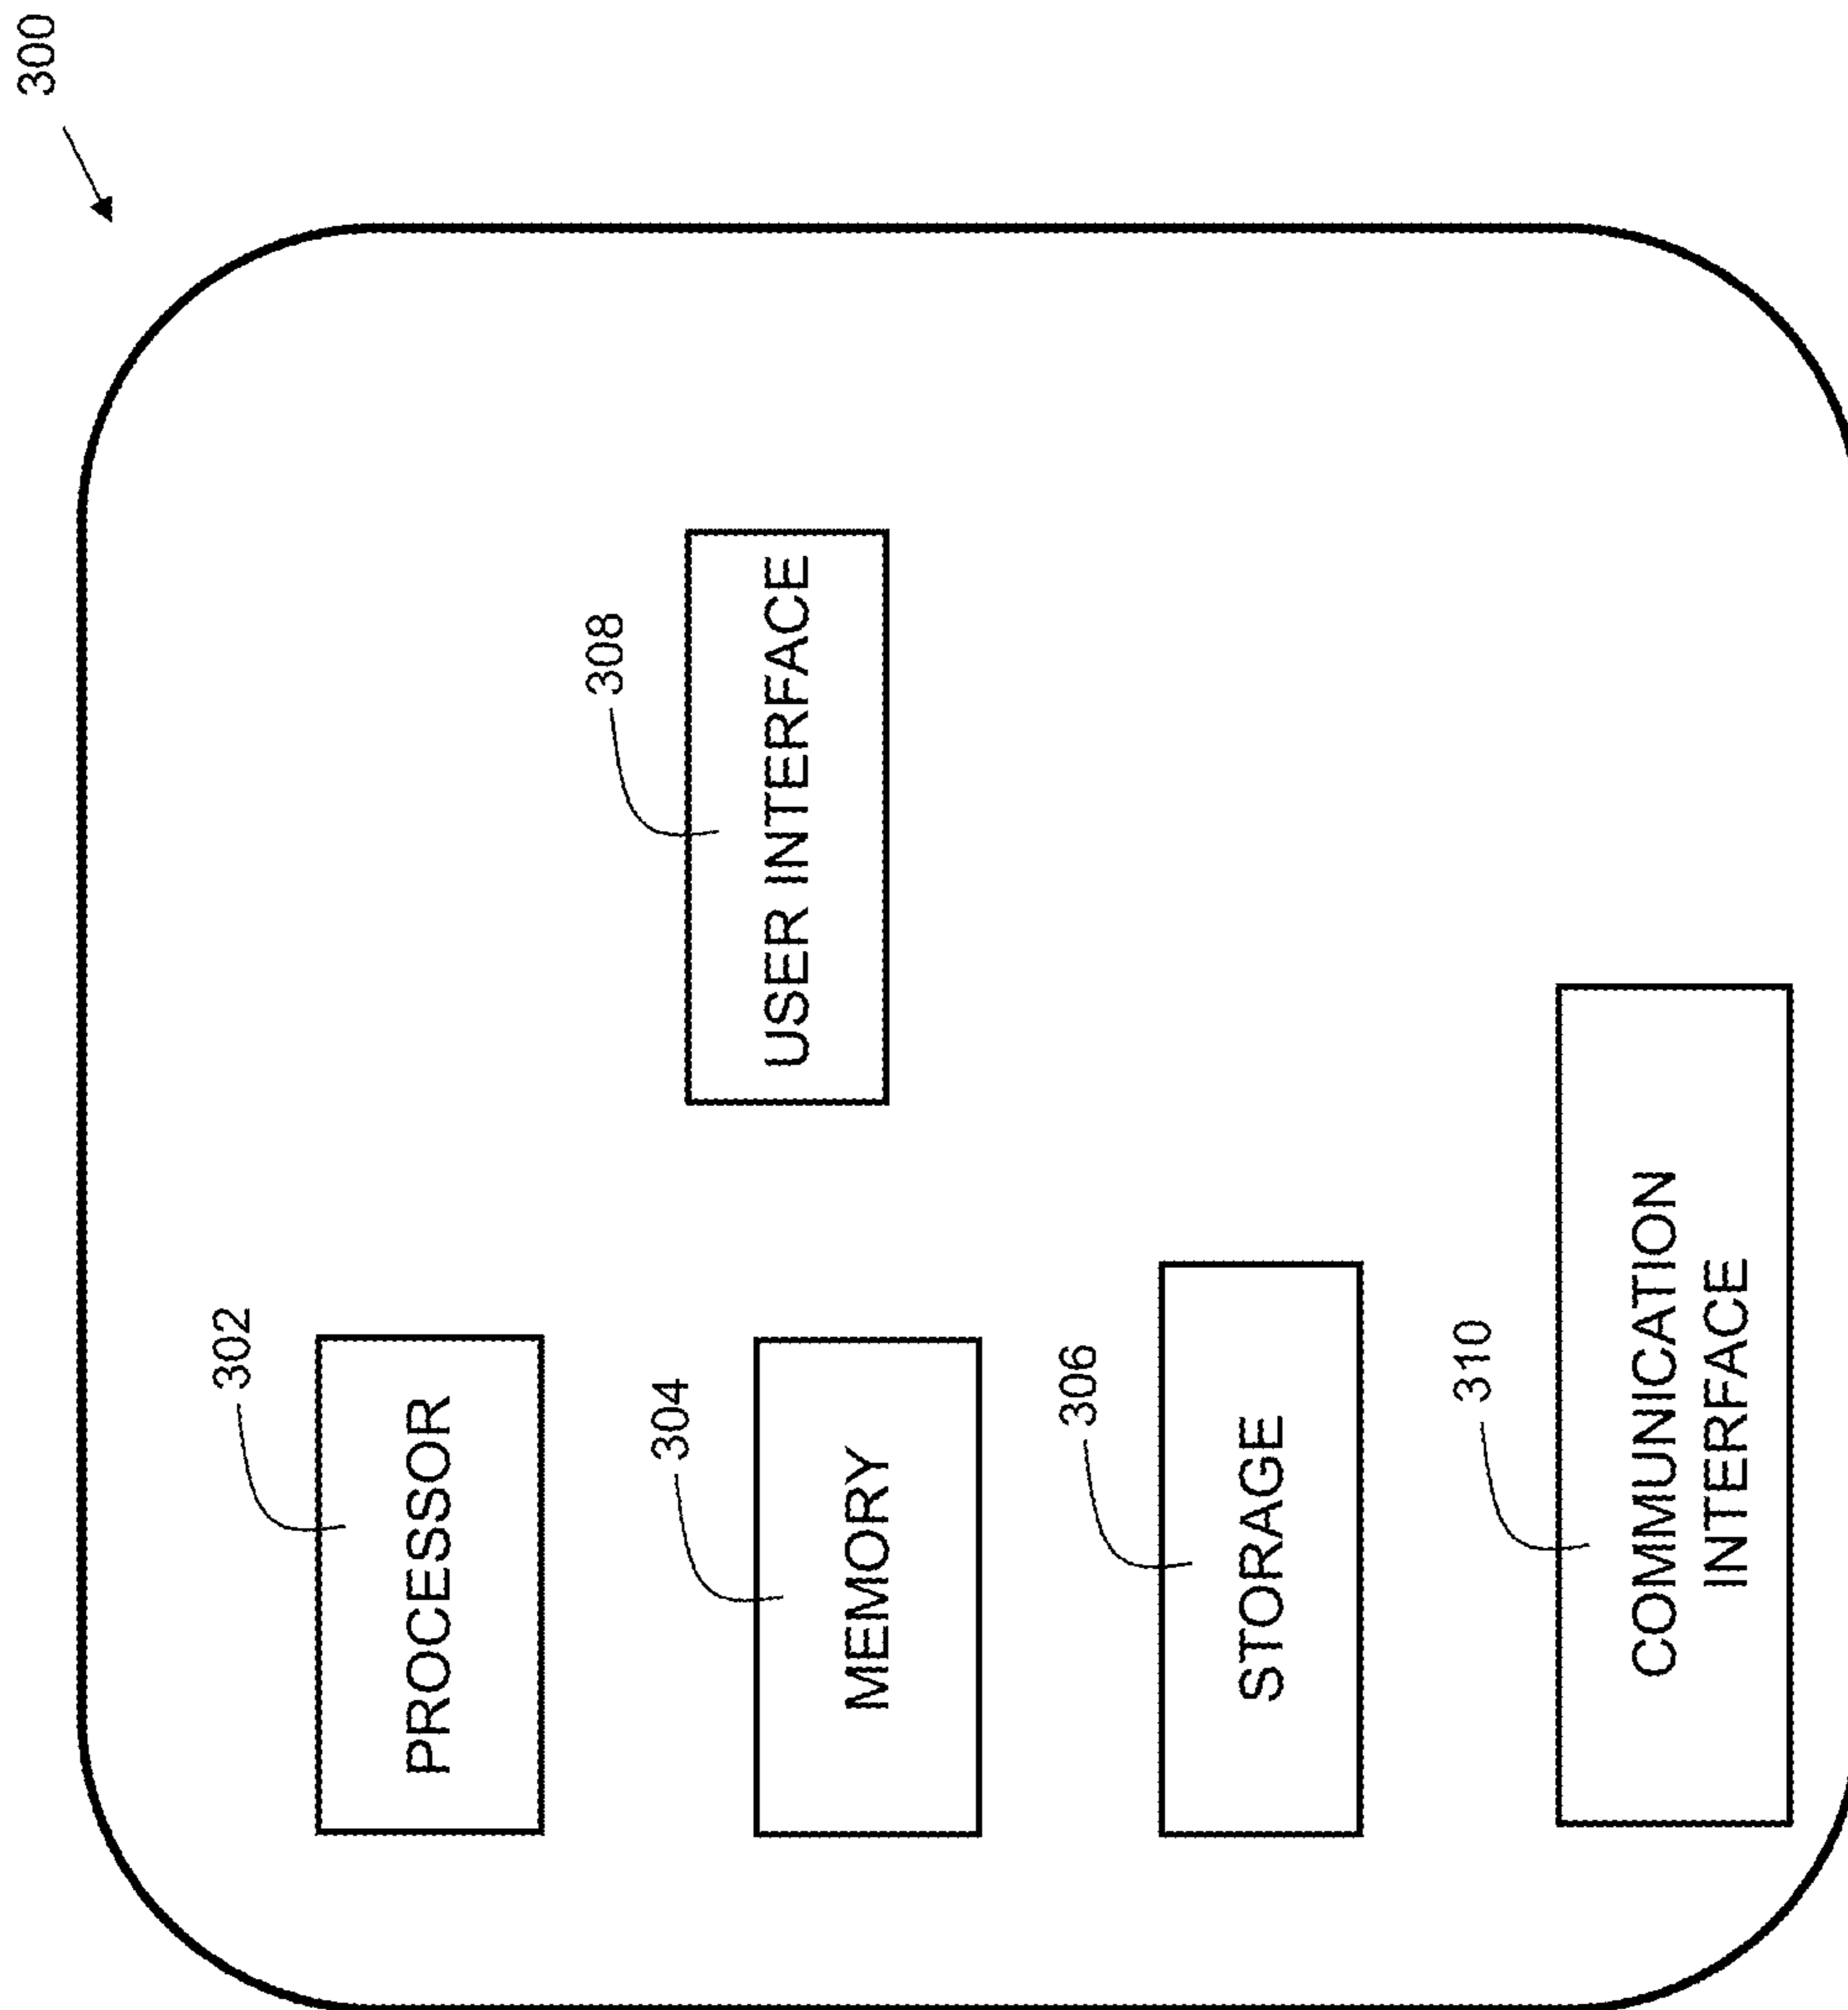 300
302
PROCESSOR
304
MEMORY
306
STORAGE
308
USER INTERFACE
310
COMMUNICATION
INTERFACE